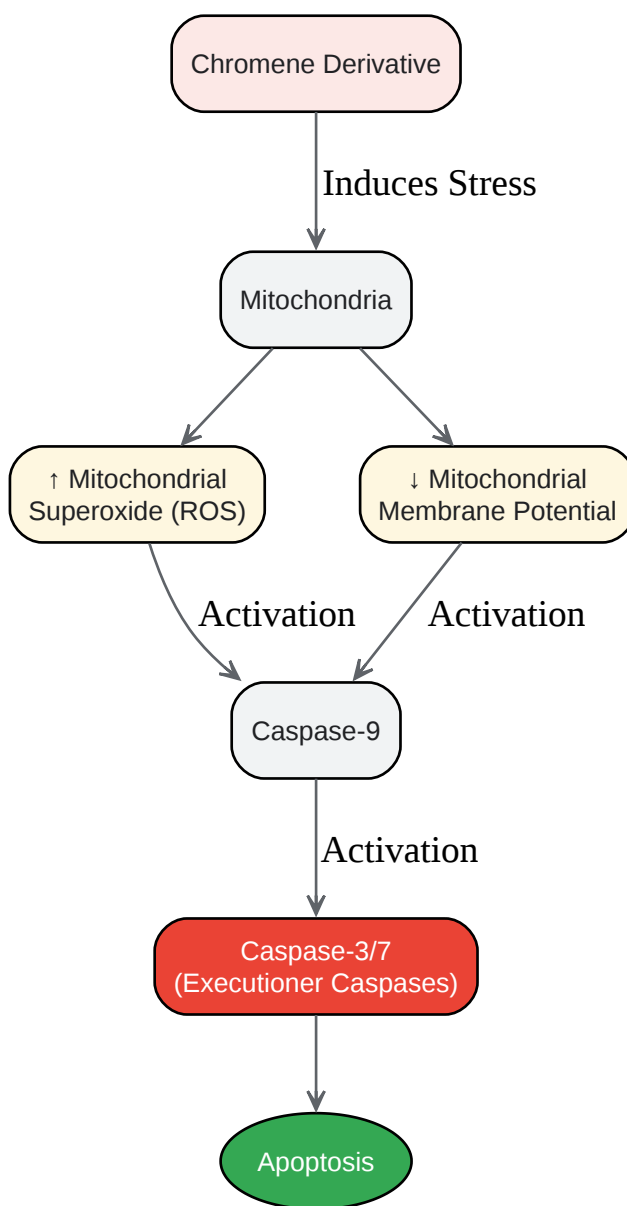 Chromene Derivative
Induces Stress
Mitochondria
↑ Mitochondrial
Superoxide (ROS)
↓ Mitochondrial
Membrane Potential
Activation
Activation
Caspase-9
Activation
Caspase-3/7
(Executioner Caspases)
Apoptosis